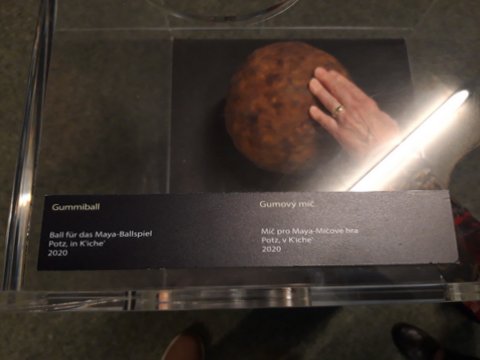 Gummiball
Ball für das Maya-Ballspiel
Potz, in K'iche'
2020
Gumový míč
Míč pro Maya-Míčové hra
Potz, v K'iche'
2020